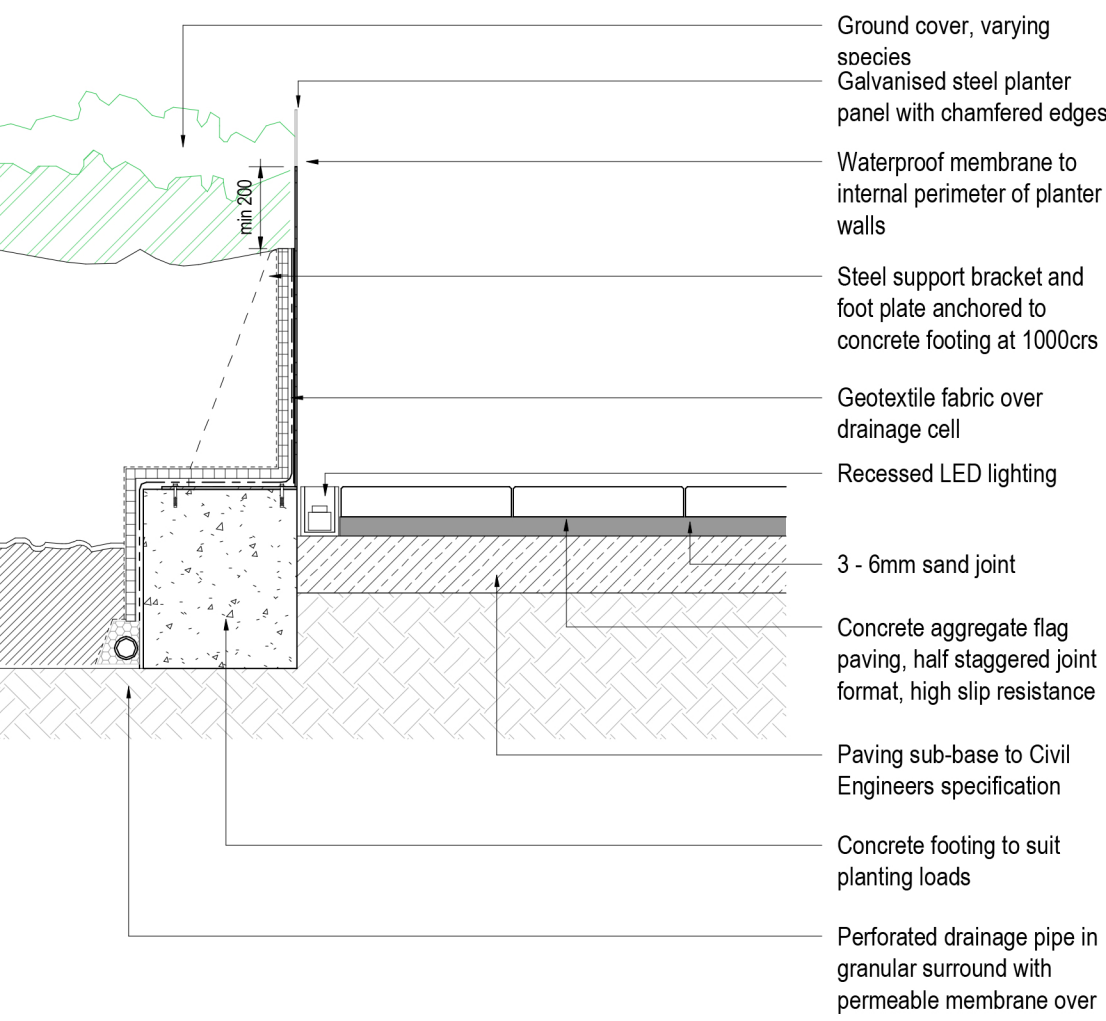 Ground cover, varying
species
Galvanised steel planter
panel with chamfered edges
Waterproof membrane to
internal perimeter of planter
walls
min 200
Steel support bracket and
foot plate anchored to
concrete footing at 1000crs
Geotextile fabric over
drainage cell
Recessed LED lighting
3 - 6mm sand joint
Concrete aggregate flag
paving, half staggered joint
format, high slip resistance
Paving sub-base to Civil
Engineers specification
Concrete footing to suit
planting loads
Perforated drainage pipe in
granular surround with
permeable membrane over